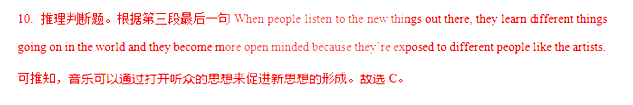 10. 推理判断题。根据第三段最后一句 When people listen to the new things out there, they learn different things
going on in the world and they become more open minded because they're exposed to different people like the artists.
可推知，音乐可以通过打开听众的思想来促进新思想的形成。故选 C。